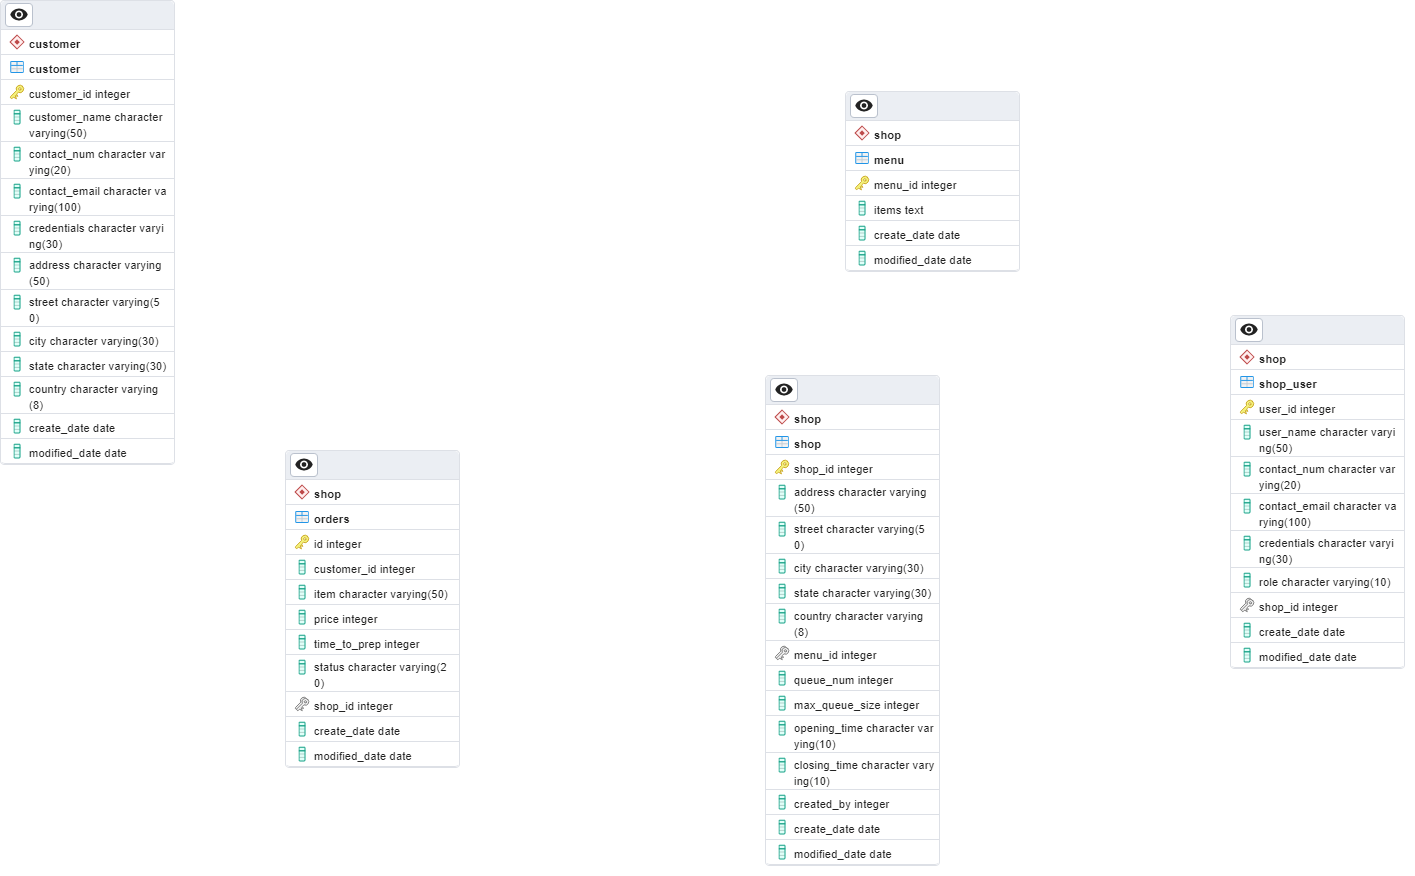 customer
customer
customer_id integer
customer_name character
varying(50)
contact_num character var
ying(20)
contact_email character va
rying(100)
credentials character varyi
ng(30)
address character varying
(50)
street character varying(5
0)
city character varying(30)
state character varying(30)
country character varying
(8)
create_date date
modified_date date
shop
orders
id integer
customer_id integer
item character varying(50)
price integer
time_to_prep integer
status character varying(2
0)
shop_id integer
create_date date
modified_date date
shop
menu
menu_id integer
items text
create_date date
modified_date date
shop
shop
shop_id integer
address character varying
(50)
street character varying(5
0)
city character varying(30)
state character varying(30)
country character varying
(8)
menu_id integer
queue_num integer
max_queue_size integer
opening_time character var
ying(10)
closing_time character vary
ing(10)
created_by integer
create_date date
modified_date date
shop
shop_user
user_id integer
user_name character varyi
ng(50)
contact_num character var
ying(20)
contact_email character va
rying(100)
credentials character varyi
ng(30)
role character varying(10)
shop_id integer
create_date date
modified_date date